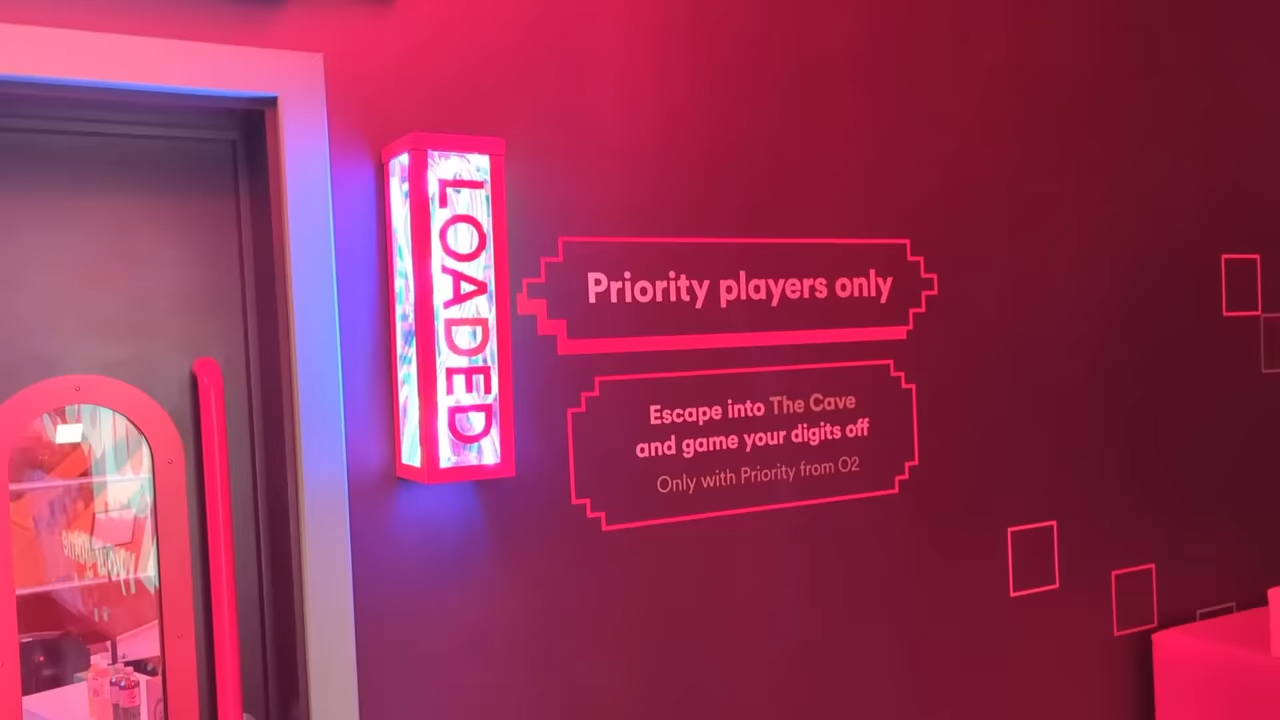 LOADED
Priority players only
Escape into The Cave
and game your digits off
Only with Priority from O2